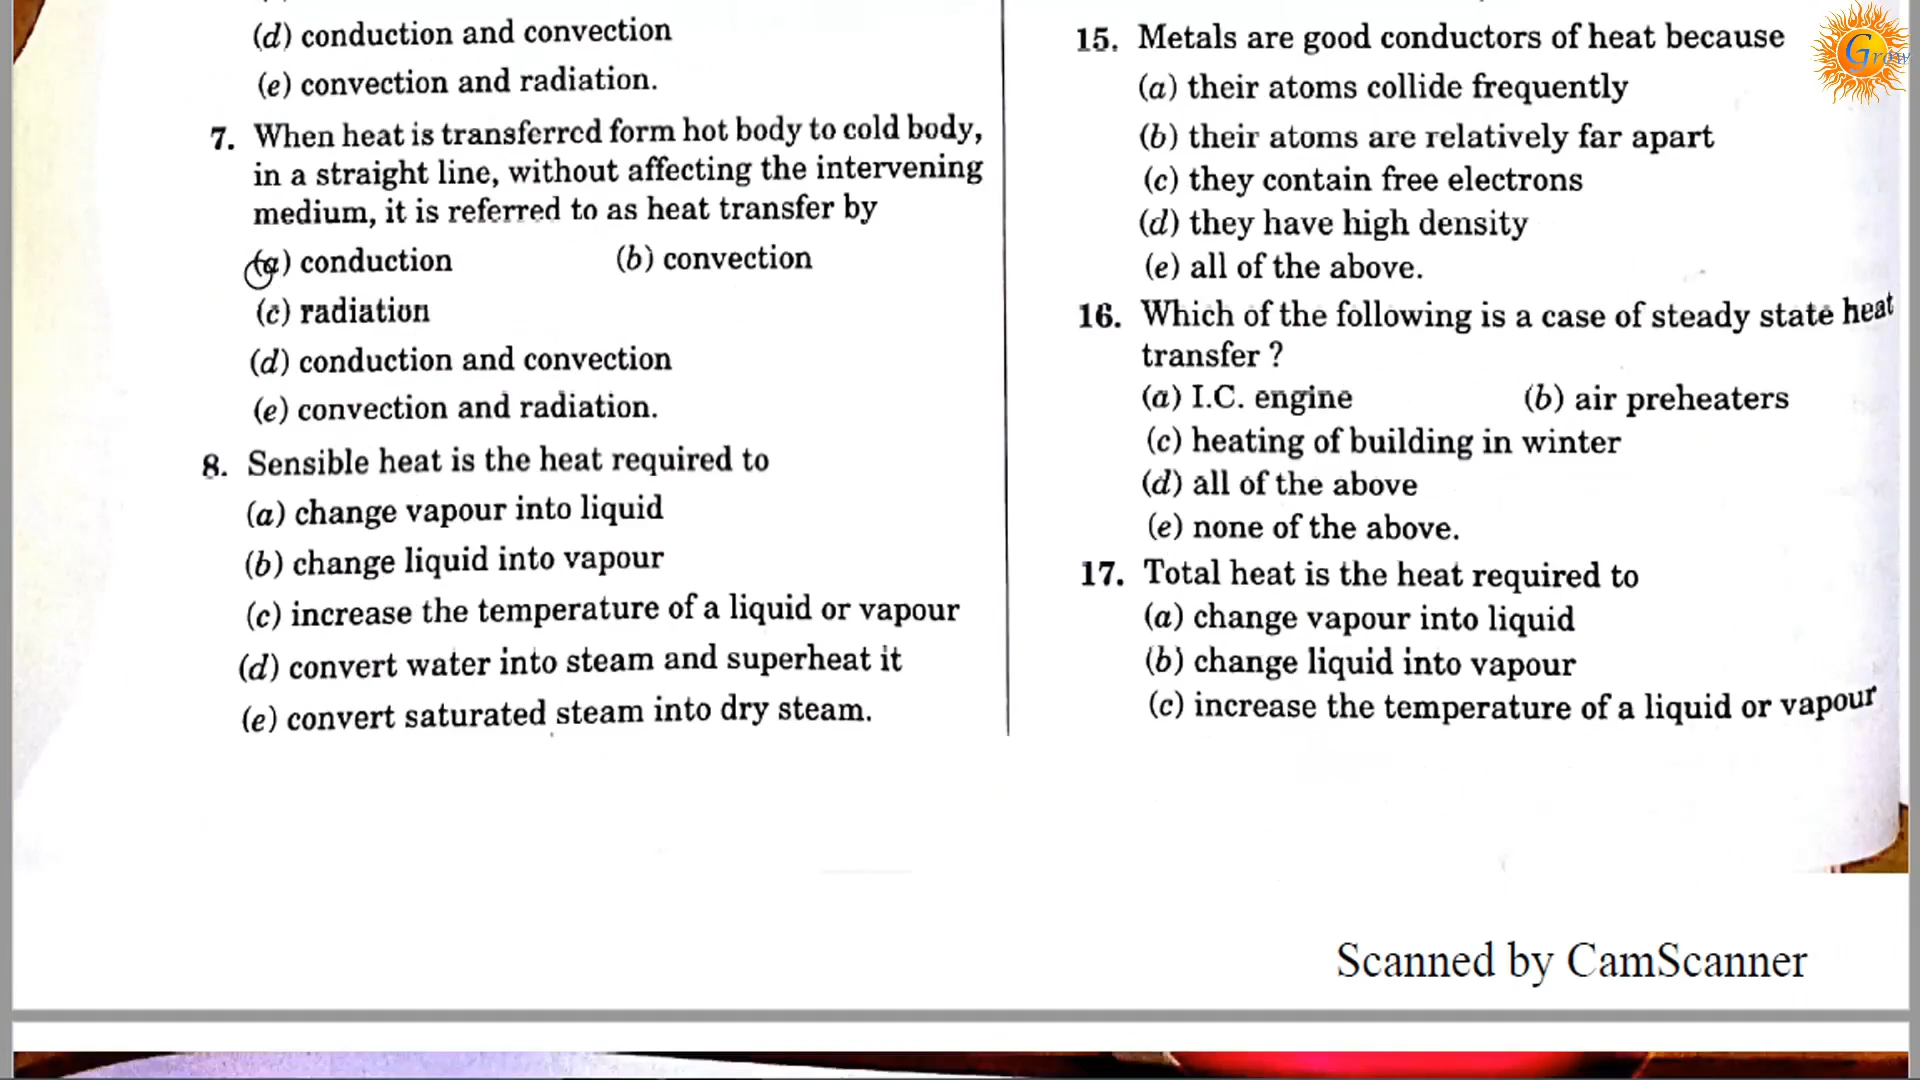 (d) conduction and convection
(e) convection and radiation.
7. When heat is transferred form hot body to cold body,
in a straight line, without affecting the intervening
medium, it is referred to as heat transfer by
(a) conduction (b) convection
(c) radiation
(d) conduction and convection
(e) convection and radiation.
8. Sensible heat is the heat required to
(a) change vapour into liquid
(b) change liquid into vapour
(c) increase the temperature of a liquid or vapour
(d) convert water into steam and superheat it
(e) convert saturated steam into dry steam.
15. Metals are good conductors of heat because
(a) their atoms collide frequently
(b) their atoms are relatively far apart
(c) they contain free electrons
(d) they have high density
(e) all of the above.
16. Which of the following is a case of steady state heat
transfer ?
(a) I.C. engine (b) air preheaters
(c) heating of building in winter
(d) all of the above
(e) none of the above.
17. Total heat is the heat required to
(a) change vapour into liquid
(b) change liquid into vapour
(c) increase the temperature of a liquid or vapour
Scanned by CamScanner
Grow